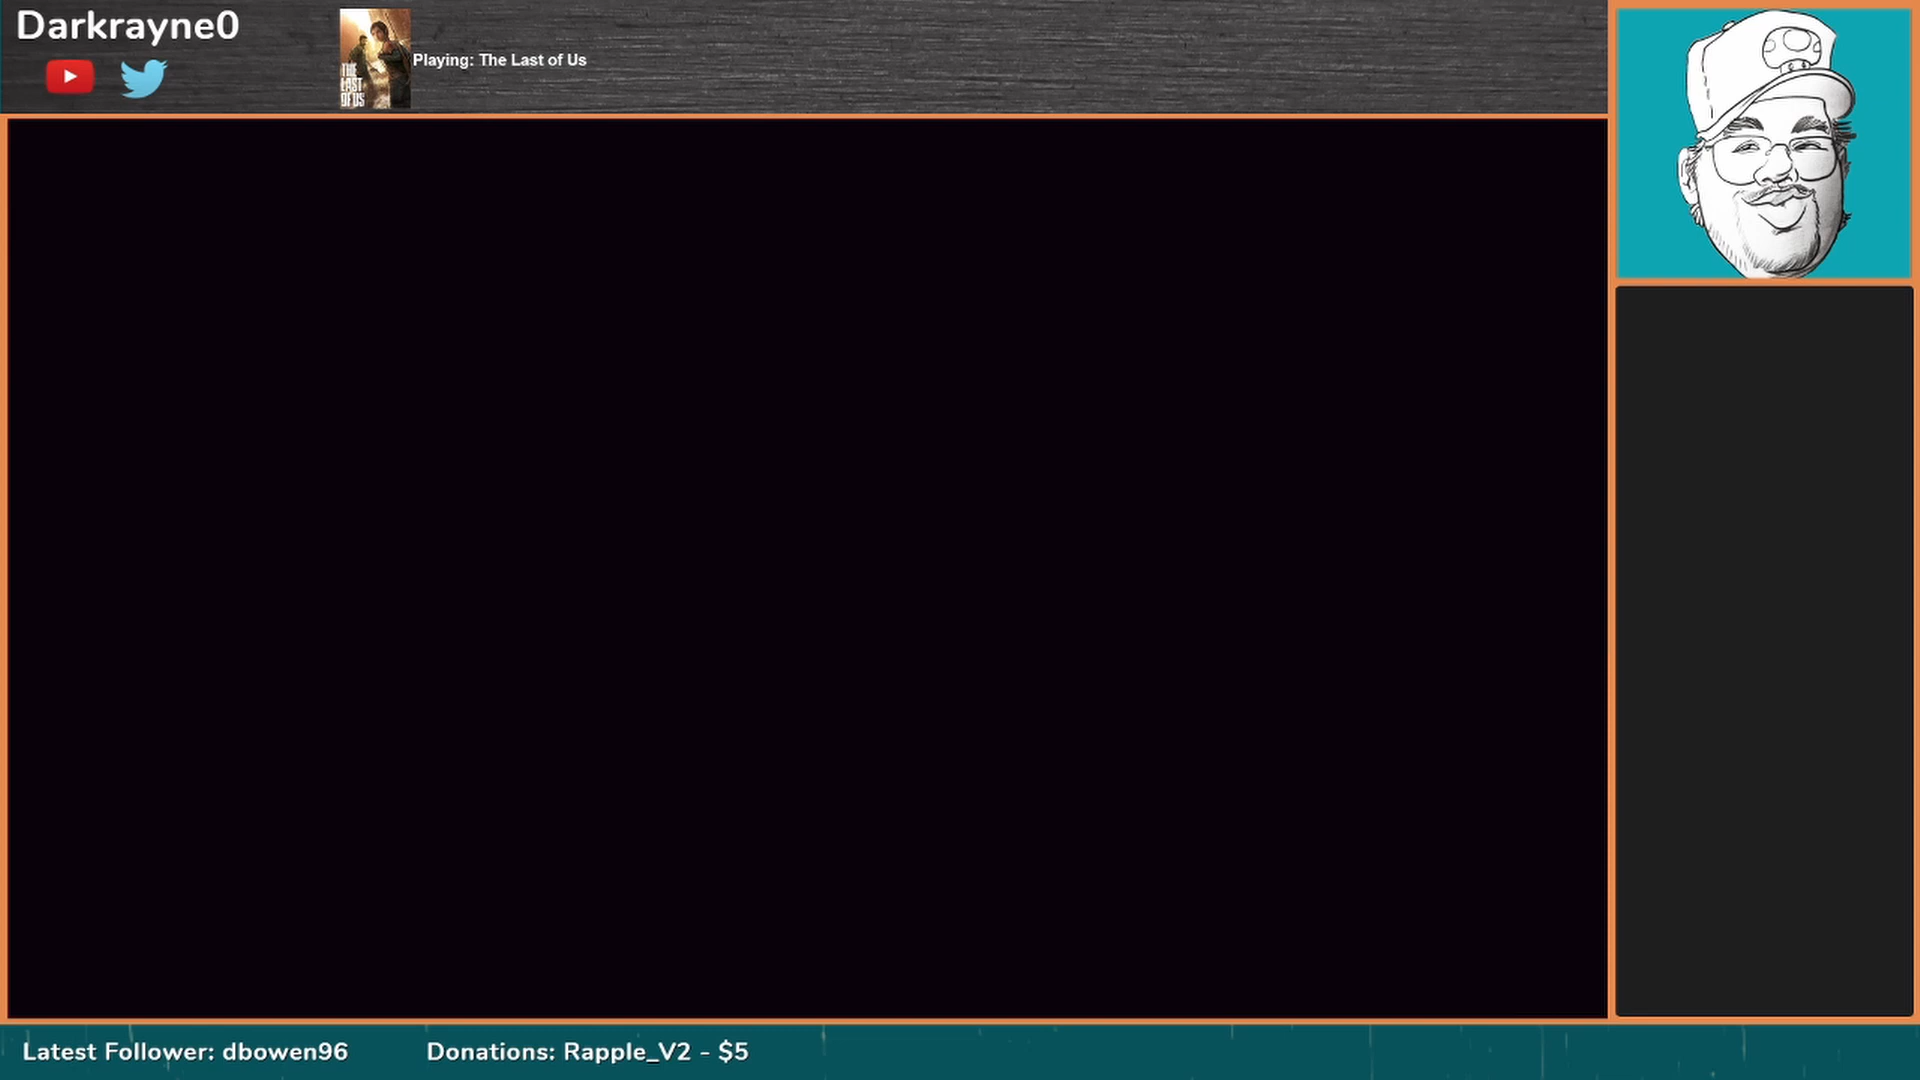 Darkrayne0
THE
LAST
OF US
Playing: The Last of Us
Latest Follower: dbowen96
Donations: Rapple_V2 - $5